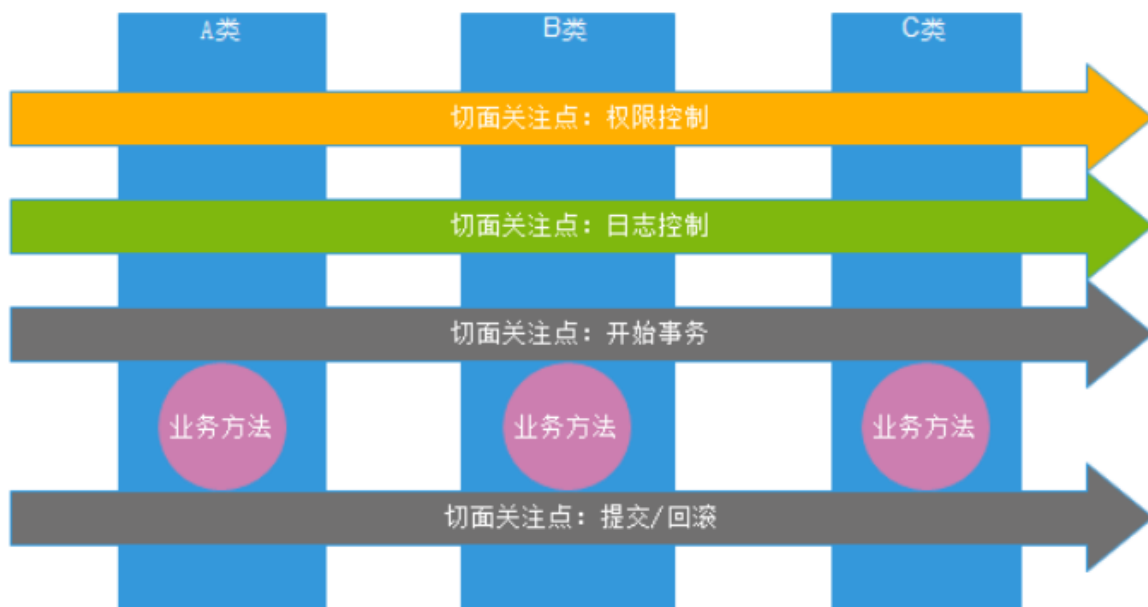 A类
B类
C类
切面关注点：权限控制
切面关注点：日志控制
切面关注点：开始事务
业务方法
业务方法
业务方法
切面关注点：提交/回滚